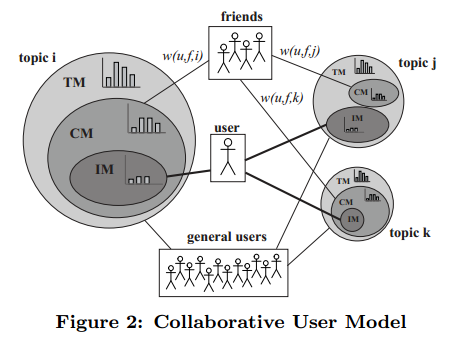 friends
topic i
w(u,f,i)
w(u,f,j)
topic j
TM
TM
CM
w(u,f,k)
CM
user
IM
IM
TM
CM
IM
topic k
general users
Figure 2: Collaborative User Model